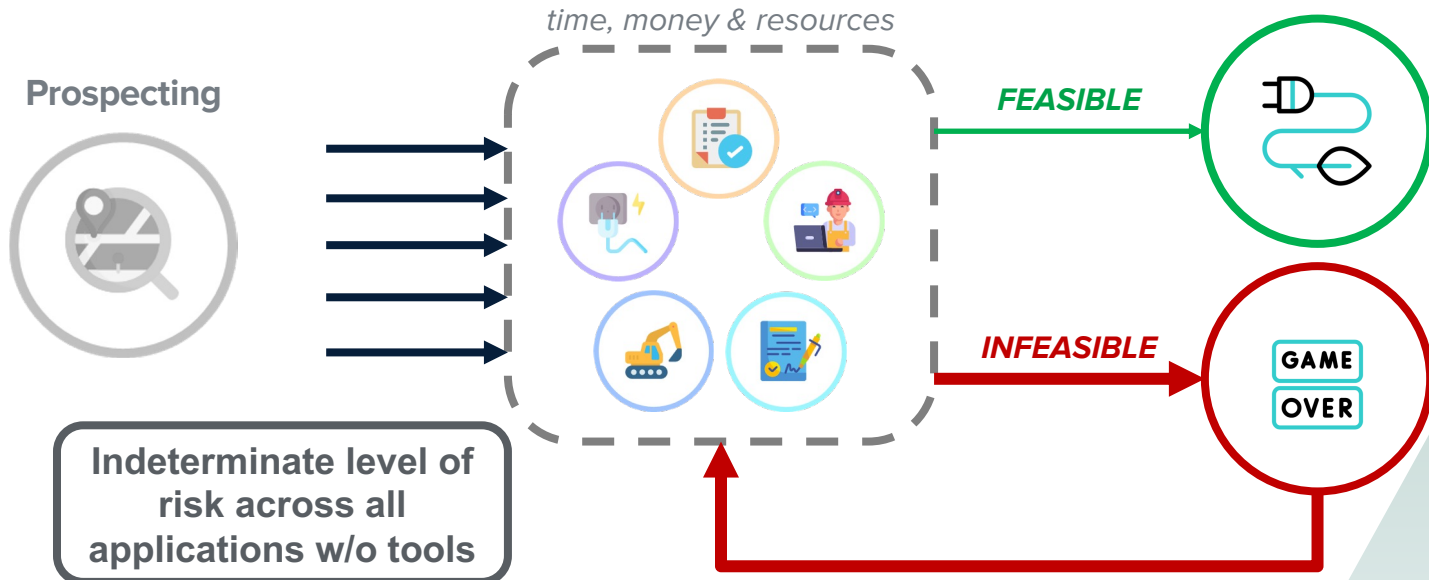 time, money & resources
Prospecting
FEASIBLE
INFEASIBLE
GAME
OVER
Indeterminate level of
risk across all
applications w/o tools